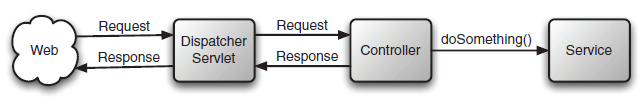 Web
Request
Response
Dispatcher
Servlet
Request
Response
Controller
doSomething()
Service